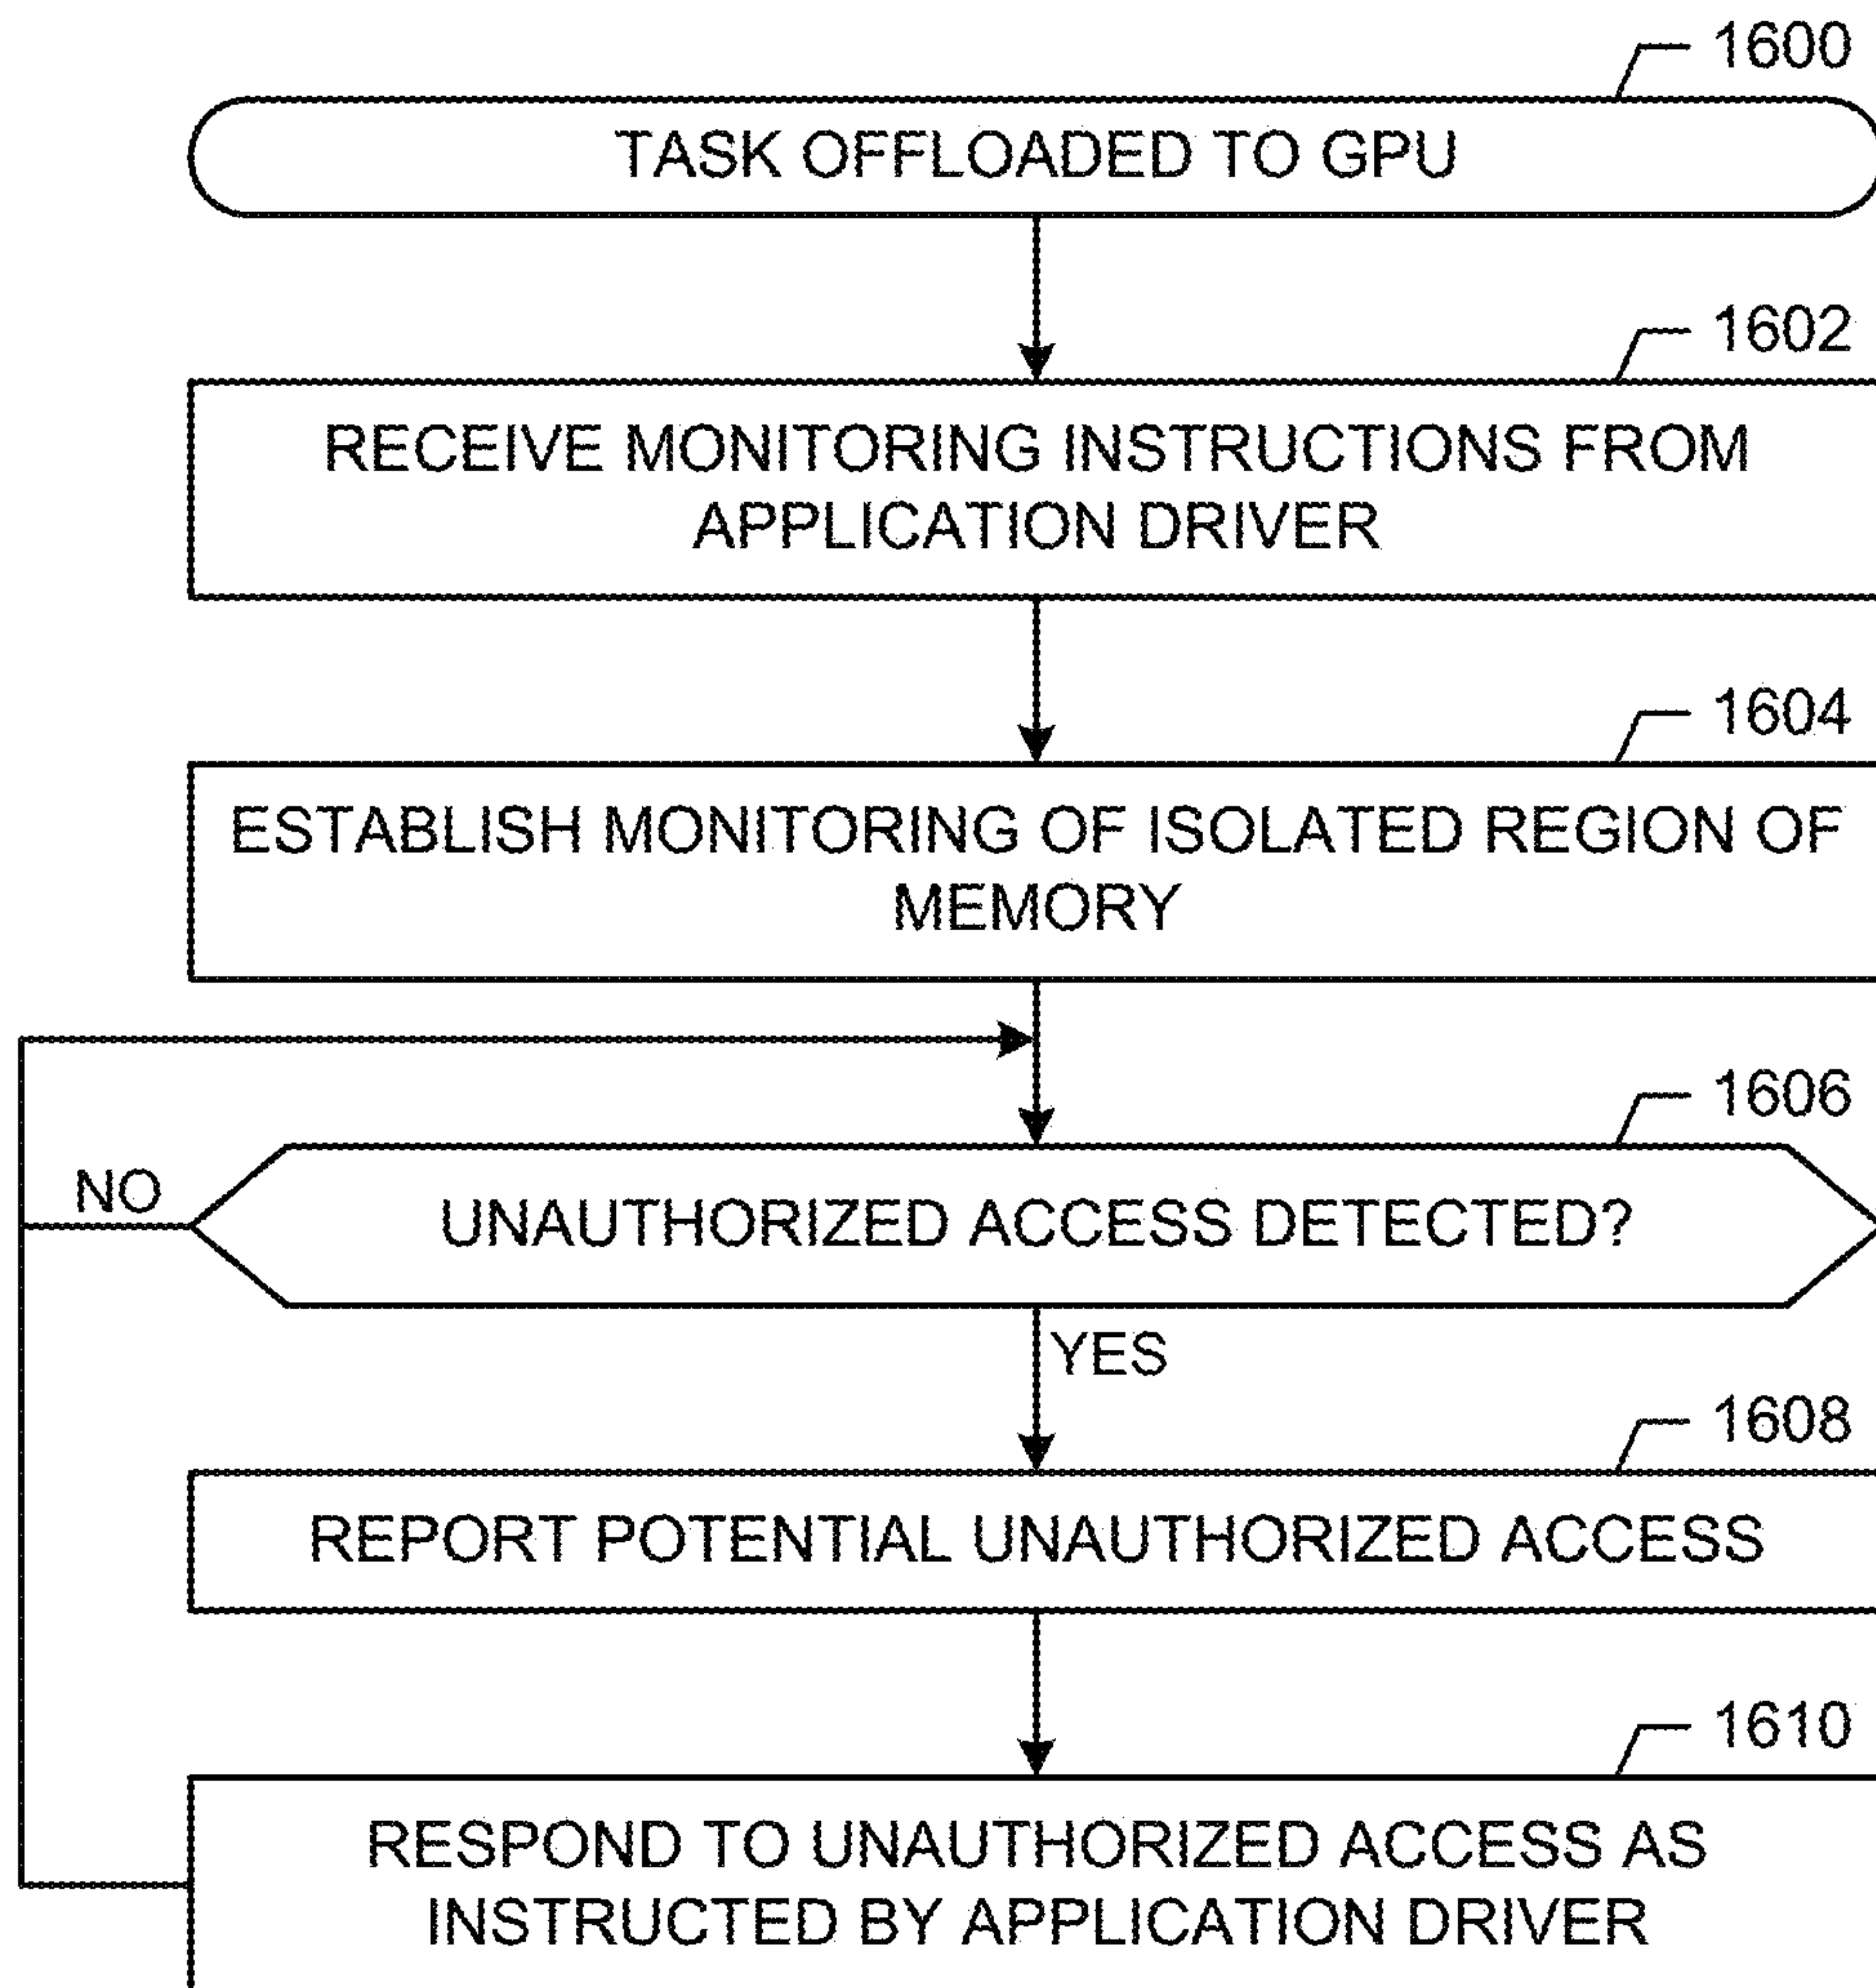 1600
TASK OFFLOADED TO GPU
1602
RECEIVE MONITORING INSTRUCTIONS FROM
APPLICATION DRIVER
1604
ESTABLISH MONITORING OF ISOLATED REGION OF
MEMORY
1606
NO
UNAUTHORIZED ACCESS DETECTED?
YES
1608
REPORT POTENTIAL UNAUTHORIZED ACCESS
1610
RESPOND TO UNAUTHORIZED ACCESS AS
INSTRUCTED BY APPLICATION DRIVER